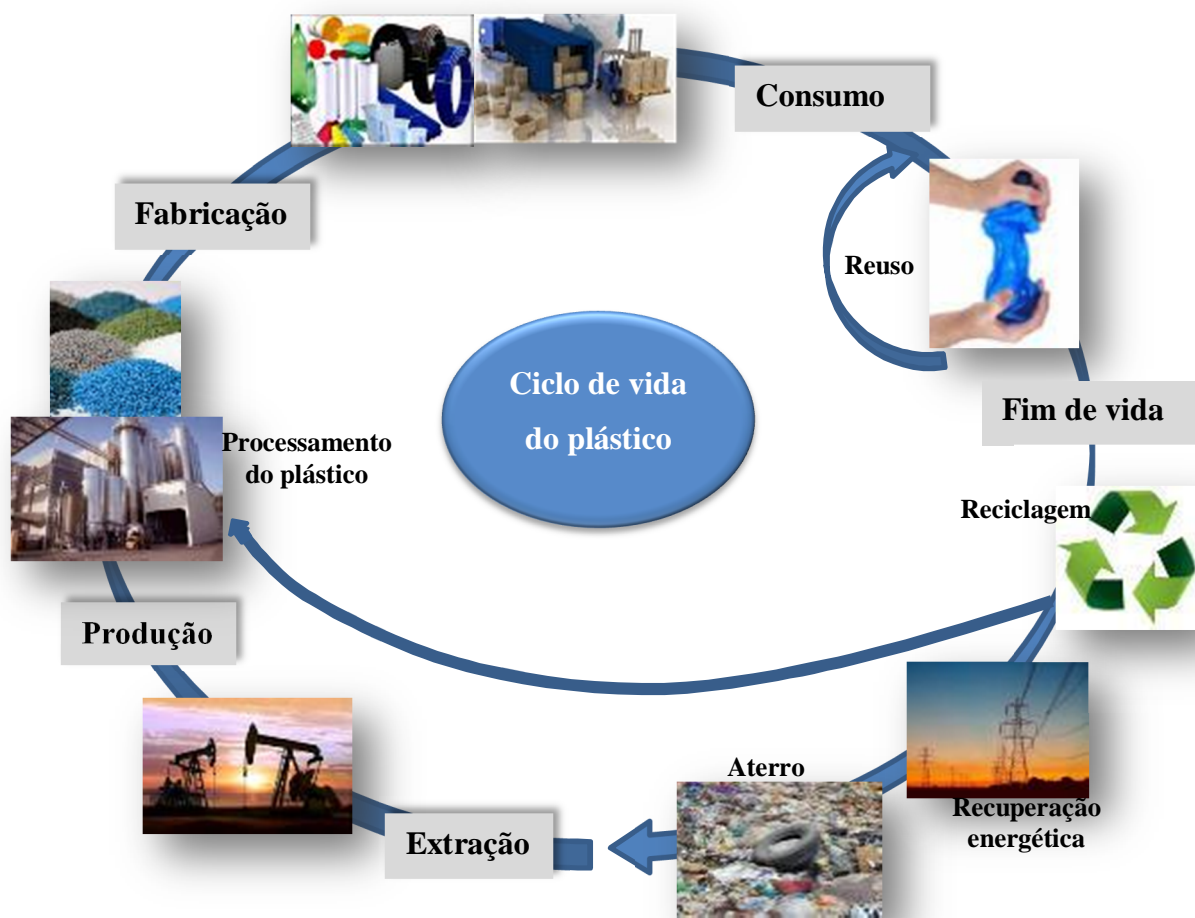 Consumo
Fabricação
Reuso
Ciclo de vida
do plástico
Fim de vida
Processamento
do plástico
Reciclagem
Produção
Aterro
Recuperação
energética
Extração